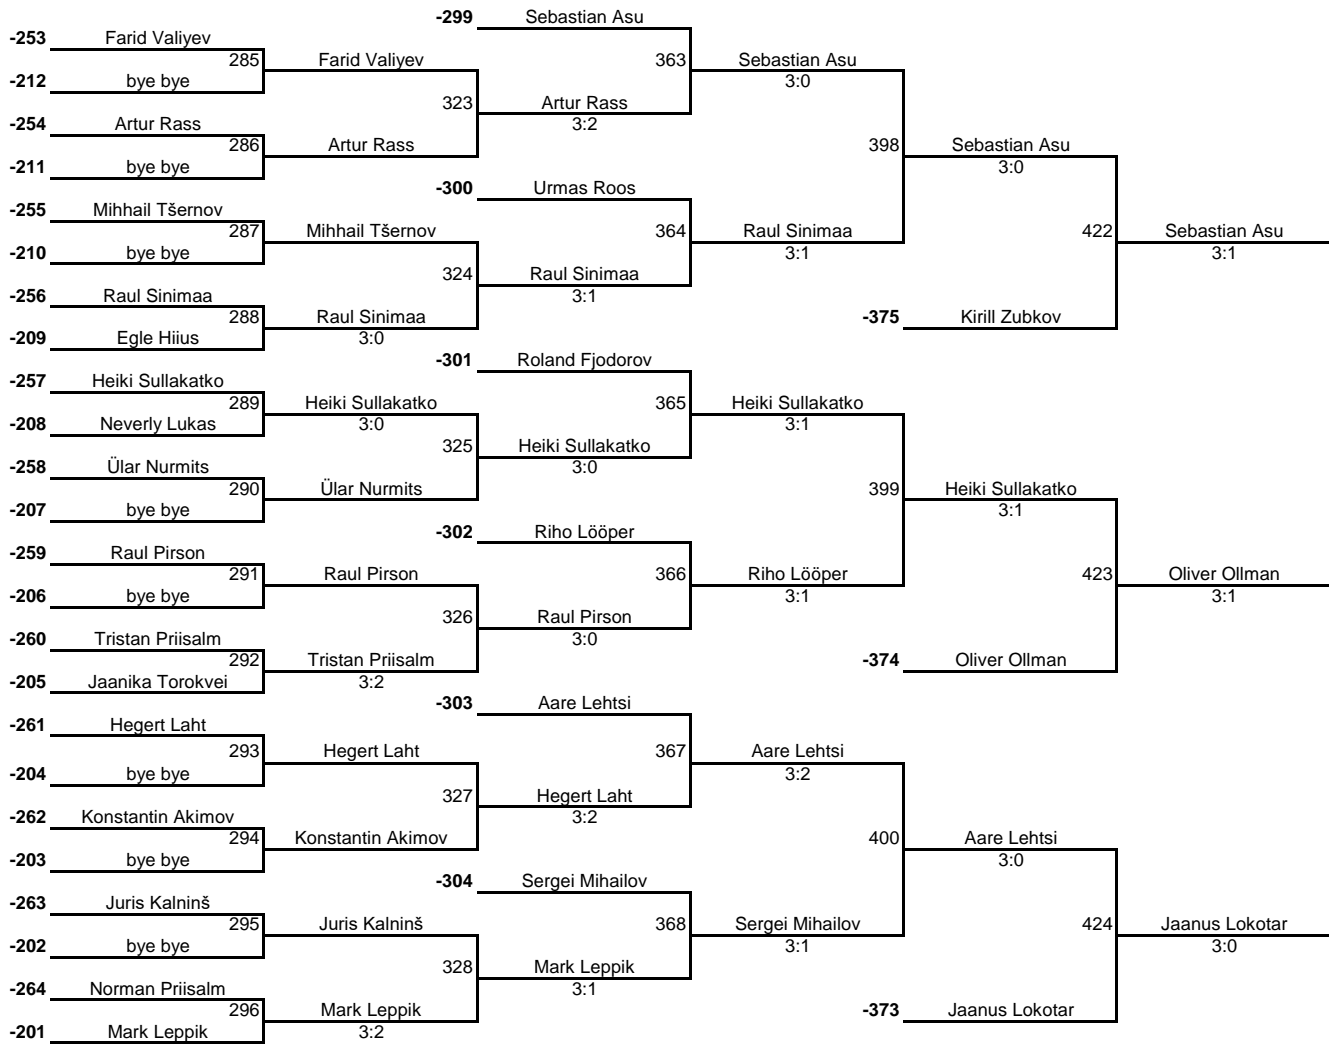 -299 Sebastian Asu
-253 Farid Valiyev
285 Farid Valiyev 363 Sebastian Asu
-212 bye bye 3:0
323 Artur Rass
-254 Artur Rass 3:2
286 Artur Rass 398 Sebastian Asu
-211 bye bye 3:0
-300 Urmas Roos
-255 Mihhail Tšernov
287 Mihhail Tšernov 364 Raul Sinimaa 422 Sebastian Asu
-210 bye bye 3:1 3:1
324 Raul Sinimaa
-256 Raul Sinimaa 3:1
288 Raul Sinimaa -375 Kirill Zubkov
-209 Egle Hiius 3:0
-301 Roland Fjodorov
-257 Heiki Sullakatko
289 Heiki Sullakatko 365 Heiki Sullakatko
-208 Neverly Lukas 3:0 3:1
325 Heiki Sullakatko
-258 Ülar Nurmits 3:0
290 Ülar Nurmits 399 Heiki Sullakatko
-207 bye bye 3:1
-302 Riho Lööper
-259 Raul Pirson
291 Raul Pirson 366 Riho Lööper 423 Oliver Ollman
-206 bye bye 3:1 3:1
326 Raul Pirson
-260 Tristan Priisalm 3:0
292 Tristan Priisalm -374 Oliver Ollman
-205 Jaanika Torokvei 3:2
-303 Aare Lehtsi
-261 Hegert Laht
293 Hegert Laht 367 Aare Lehtsi
-204 bye bye 3:2
327 Hegert Laht
-262 Konstantin Akimov 3:2
294 Konstantin Akimov 400 Aare Lehtsi
-203 bye bye 3:0
-304 Sergei Mihailov
-263 Juris Kalninš
295 Juris Kalninš 368 Sergei Mihailov 424 Jaanus Lokotar
-202 bye bye 3:1 3:0
328 Mark Leppik
-264 Norman Priisalm 3:1
296 Mark Leppik -373 Jaanus Lokotar
-201 Mark Leppik 3:2